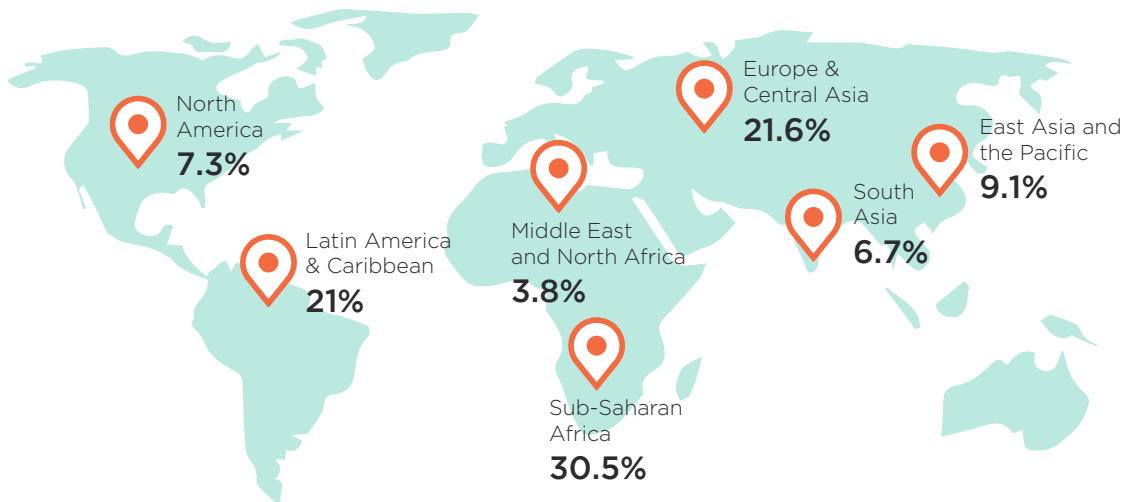 North
America
7.3%
Latin America
& Caribbean
21%
Europe &
Central Asia
21.6%
Middle East
and North Africa
3.8%
Sub-Saharan
Africa
30.5%
South
Asia
6.7%
East Asia and
the Pacific
9.1%